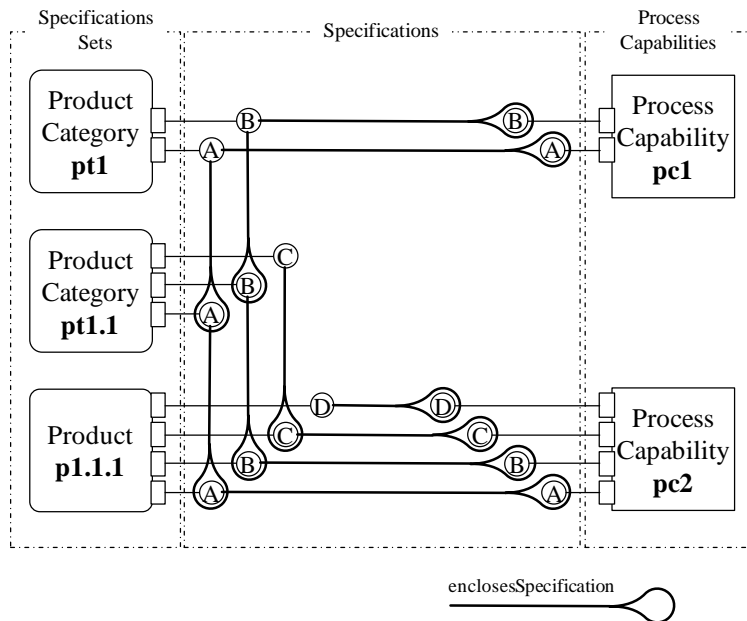 Specifications
Sets
Specifications
Process
Capabilities
Product
Category
pt1
B
B
A
A
Process
Capability
pc1
Product
Category
pt1.1
C
B
A
Product
p1.1.1
D
D
C
C
B
B
A
A
Process
Capability
pc2
enclosesSpecification